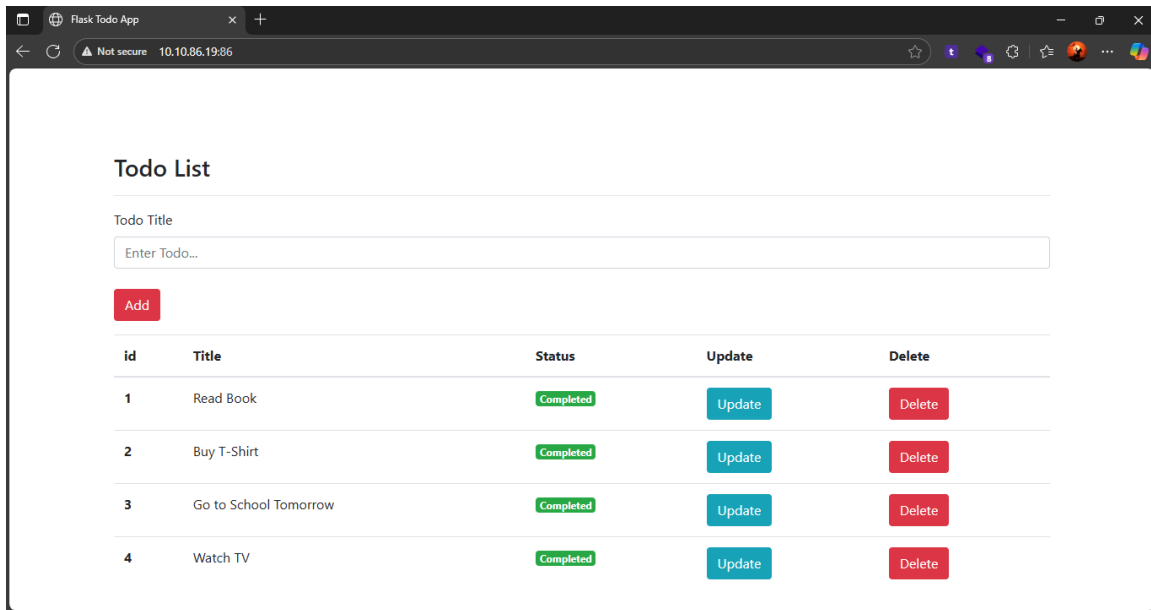 Flask Todo App
Not secure 10.10.86.19:86
t
8
Todo List
Todo Title
Enter Todo...
Add
id Title Status Update Delete
1 Read Book Completed Update Delete
2 Buy T-Shirt Completed Update Delete
3 Go to School Tomorrow Completed Update Delete
4 Watch TV Completed Update Delete